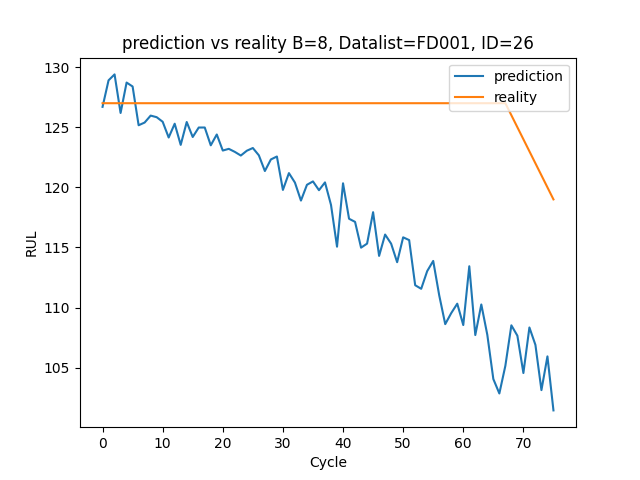 prediction vs reality B=8, Datalist=FD001, ID=26
prediction
reality
130
125
120
115
110
105
RUL
0 10 20 30 40 50 60 70
Cycle